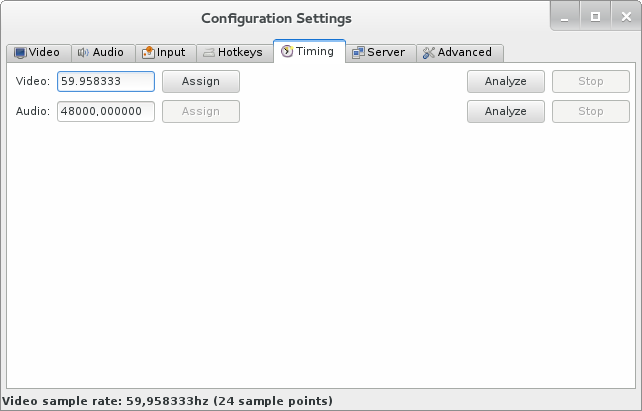 Configuration Settings
Video Audio Input Hotkeys Timing Server Advanced
Video: 59.958333 Assign Analyze Stop
Audio: 48000,000000 Assign Analyze Stop
Video sample rate: 59,958333hz (24 sample points)